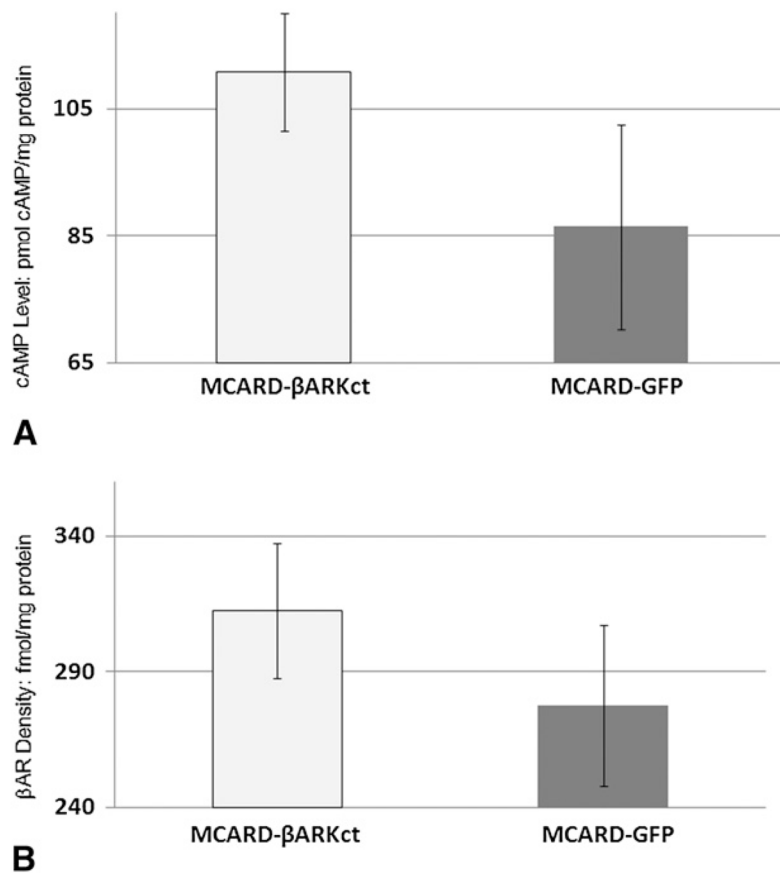 cAMP Level: pmol cAMP/mg protein
105
85
65
MCARD-βARKct
MCARD-GFP
A
βAR Density: fmol/mg protein
340
290
240
MCARD-βARKct
MCARD-GFP
B